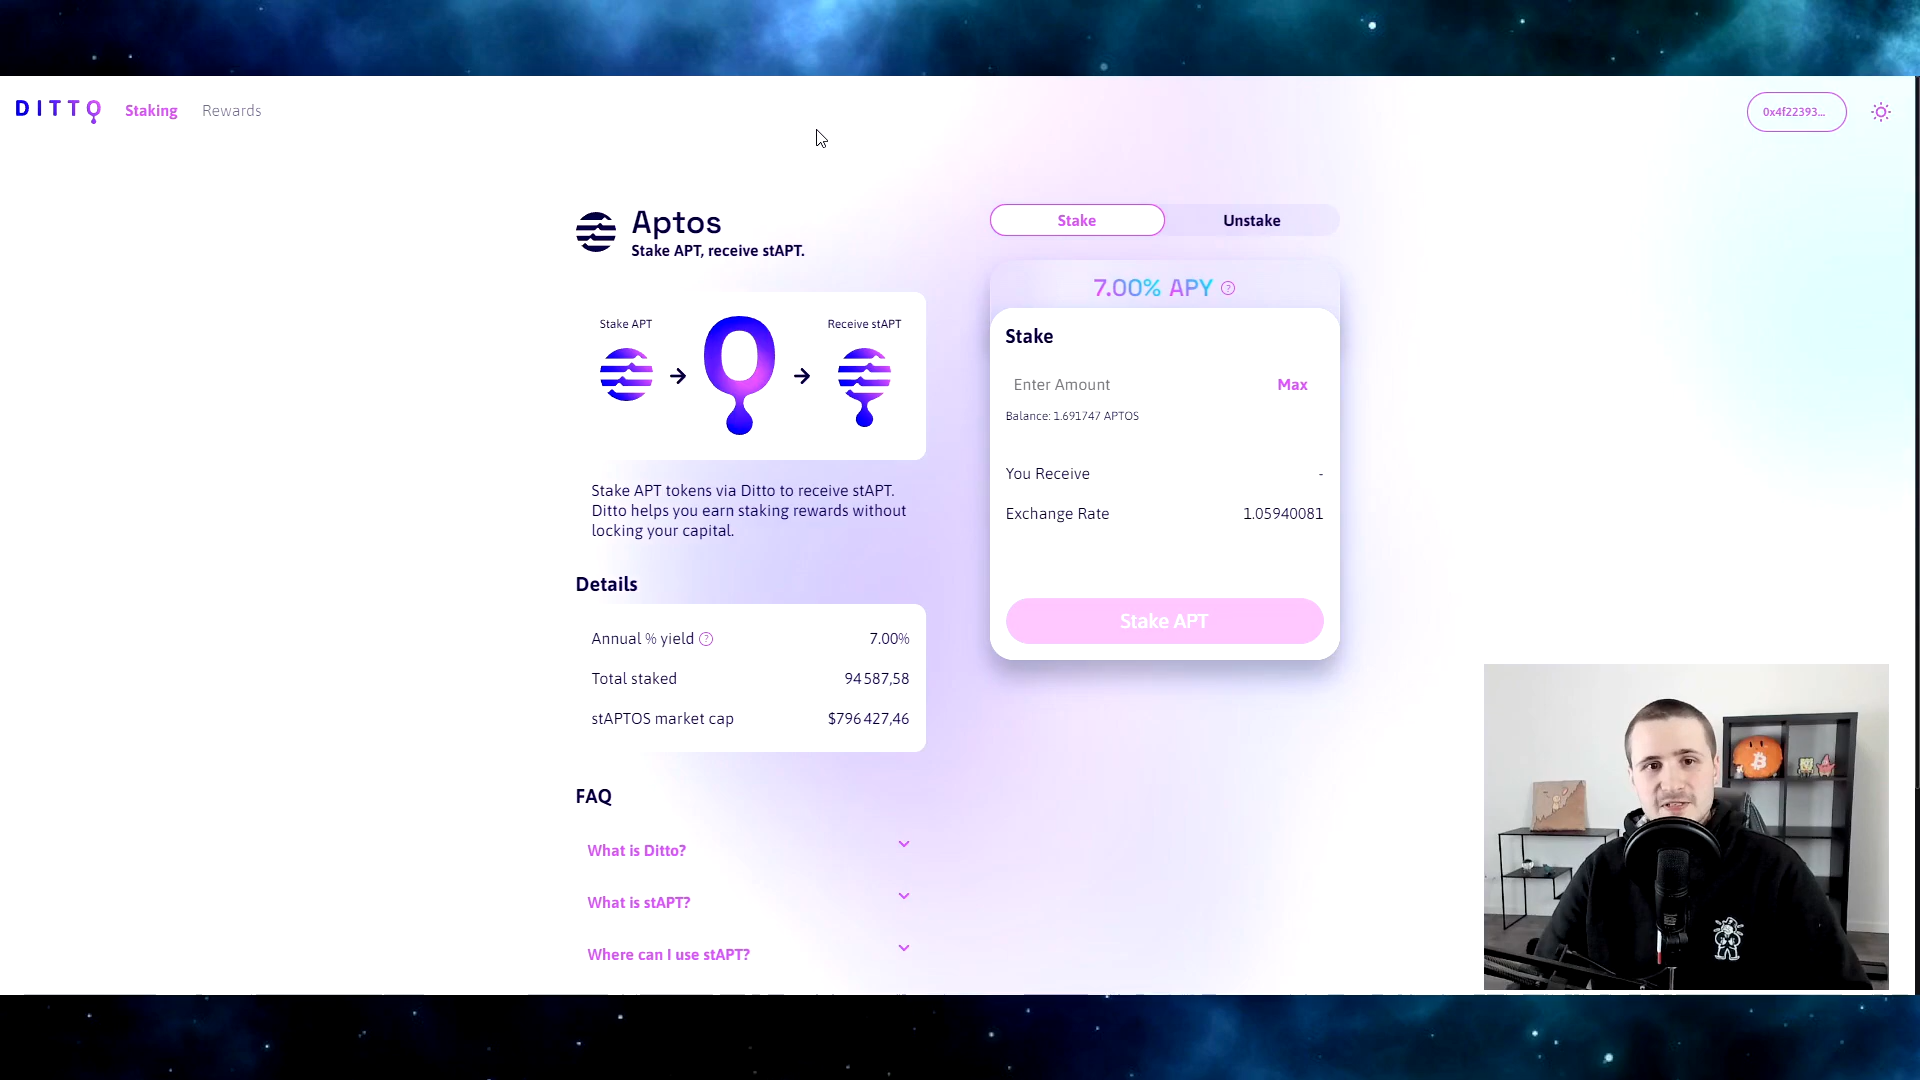 DITTO
Staking
Rewards
0x4f22393...
Aptos
Stake APT, receive stAPT.
Stake APT
Receive stAPT
Stake APT tokens via Ditto to receive stAPT.
Ditto helps you earn staking rewards without
locking your capital.
Details
Annual % yield ?
7.00%
Total staked
94 587,58
stAPTOS market cap
$796 427,46
FAQ
What is Ditto?
What is stAPT?
Where can I use stAPT?
Stake
Unstake
7.00% APY ?
Stake
Enter Amount
Max
Balance: 1.691747 APTOS
You Receive
-
Exchange Rate
1.05940081
Stake APT